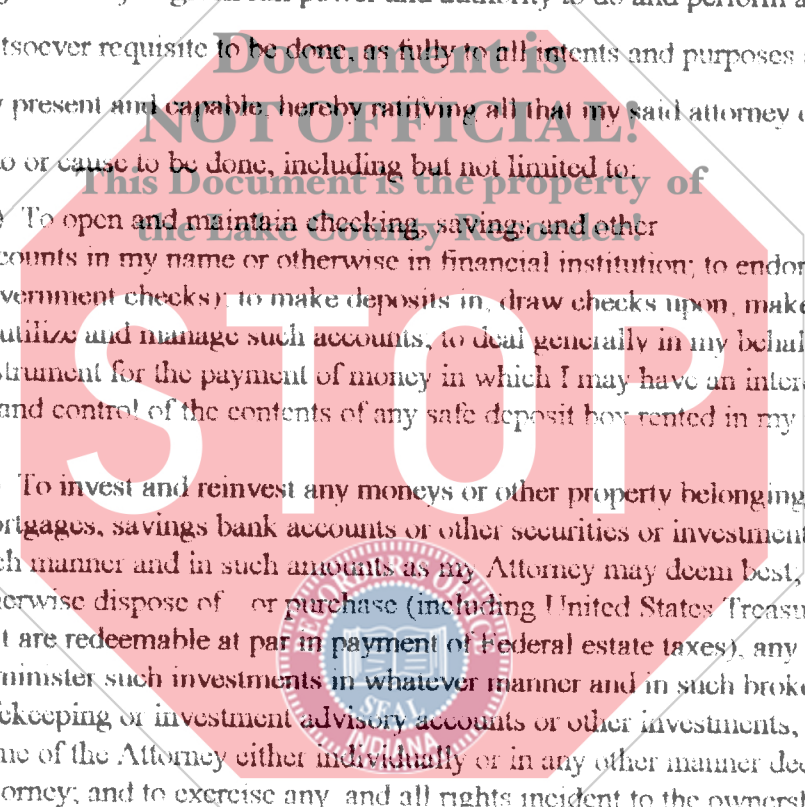 tsoever requisite to be done, as fully to all intents and purposes
Document is
present and capable, hereby ratifying all that my said attorney
NOT OFFICIAL!
o or cause to be done, including but not limited to:
This Document is the property of
To open and maintain checking, savings and other
the Lake County Recorder!
counts in my name or otherwise in financial institution; to endor
vernment checks); to make deposits in, draw checks upon, make
utilize and manage such accounts; to deal generally in my behal
strument for the payment of money in which I may have an inter
and control of the contents of any safe deposit box rented in my
STOP
To invest and reinvest any moneys or other property belonging
ortgages, savings bank accounts or other securities or investment
ch manner and in such amounts as my Attorney may deem best;
erwise dispose of or purchase (including United States Treasu
t are redeemable at par in payment of Federal estate taxes), any
minister such investments in whatever manner and in such broke
ekeeping or investment advisory accounts or other investments,
me of the Attorney either individually or in any other manner dee
orney; and to exercise any and all rights incident to the ownersh
RECORDER'S OFFICE
SEAL
INDIANA